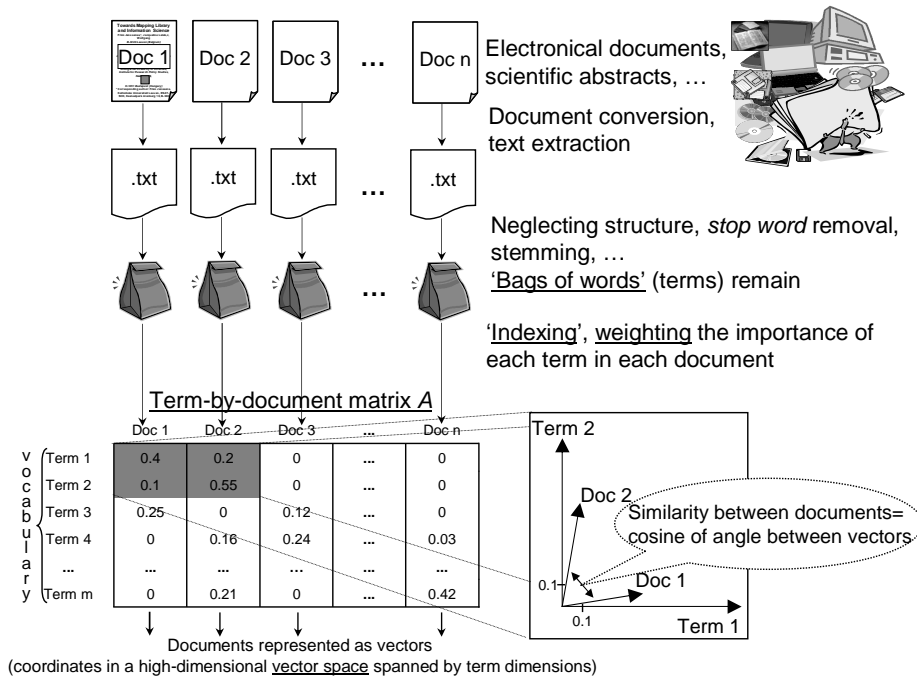 Towards Mapping Library
and Information Science
Doc 1
Doc 2
Doc 3
...
Doc n
Electronical documents,
scientific abstracts, …
Document conversion,
text extraction
.txt
.txt
.txt
...
.txt
Neglecting structure, stop word removal,
stemming, …
‘Bags of words’ (terms) remain
...
‘Indexing’, weighting the importance of
each term in each document
Term-by-document matrix A
Doc 1 Doc 2 Doc 3 ... Doc n
vocabulary
Term 1 0.4 0.2 0 ... 0
Term 2 0.1 0.55 0 ... 0
Term 3 0.25 0 0.12 ... 0
Term 4 0 0.16 0.24 ... 0.03
... ... ... ... ... ...
Term m 0 0.21 0 ... 0.42
Term 2
Doc 2
Similarity between documents=
cosine of angle between vectors
0.1
Doc 1
0.1
Term 1
Documents represented as vectors
(coordinates in a high-dimensional vector space spanned by term dimensions)